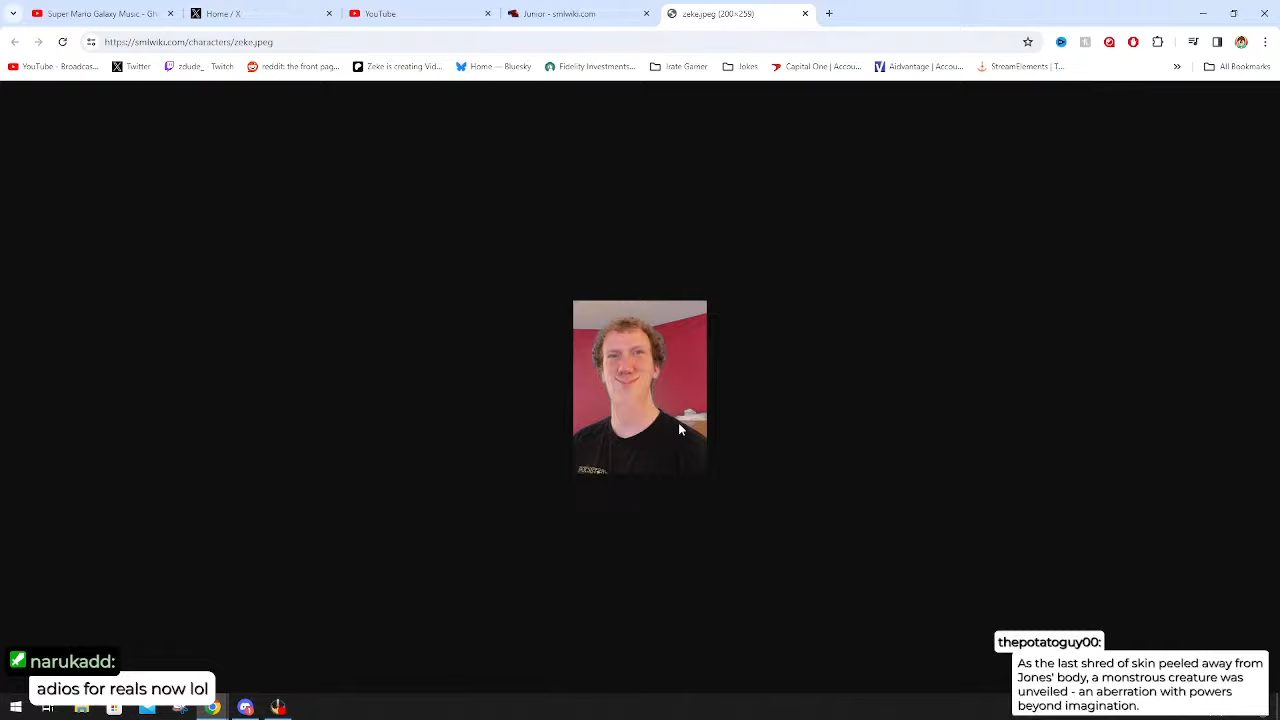 Super Mario Galaxy Music - Gh
Home / X
YouTube
Junior - smlwiki.com
zeke.jpeg (200×259)
https://smlwiki.com/characters/zeke.jpeg
YouTube - Broadcas...
Twitter
zdude_ - Twitch
reddit: the front pag...
Zeke is creating Vid...
Home — Bluesky
Fidelity Investments...
Irate Gamer
Jokes
Capital One | Accou...
Aidvantage | Accou...
StreamElements | T...
All Bookmarks
thepotatoguy00:
As the last shred of skin peeled away from
Jones' body, a monstrous creature was
unveiled - an aberration with powers
beyond imagination.
narukadd:
adios for reals now lol